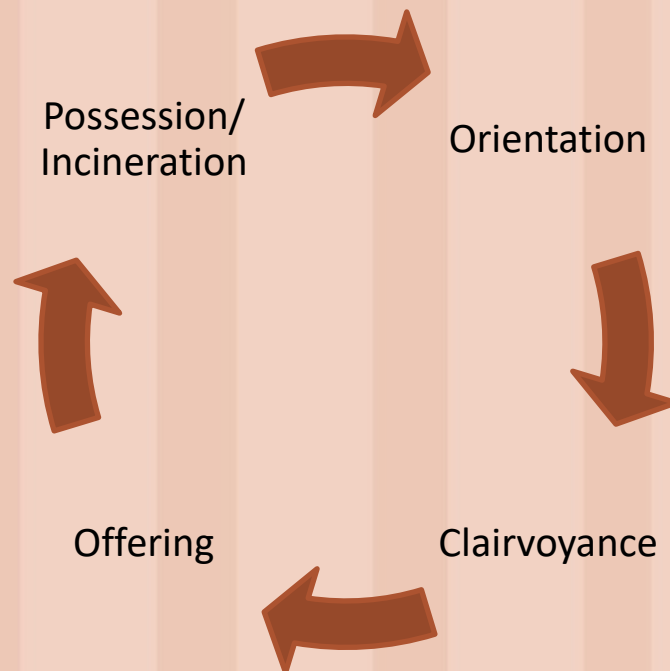 Possession/
Incineration
Orientation
Clairvoyance
Offering